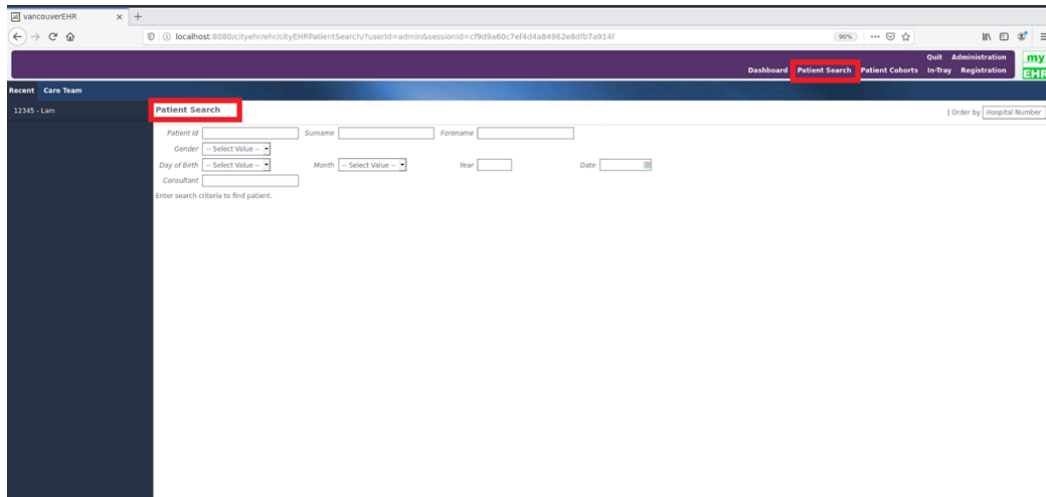 vancouverEHR
localhost:8080/cityehr/ehr/cityEHRPatientSearch/?userId=admin&sessionId=cf9d9a60c7ef4d4a84962e8dfb7a914f
90%
Quit Administration
Dashboard Patient Search Patient Cohorts In-Tray Registration
my
EHR
Recent Care Team
12345 - Lam
Patient Search
| Order by Hospital Number
Patient Id Surname Forename
Gender -- Select Value --
Day of Birth -- Select Value -- Month -- Select Value -- Year Date
Consultant
Enter search criteria to find patient.